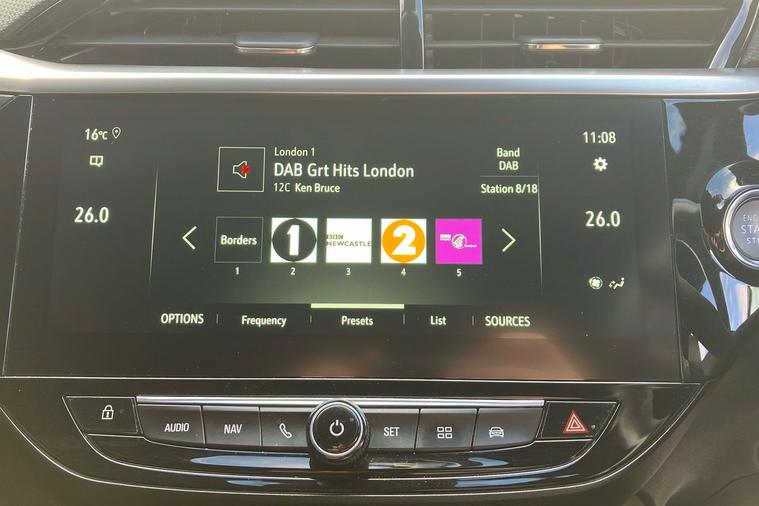 16°C
11:08
London 1
DAB Grt Hits London
12C Ken Bruce
Band
DAB
Station 8/18
26.0
26.0
Borders
1
BBC
NEWCASTLE
2
1
2
3
4
5
OPTIONS
Frequency
Presets
List
SOURCES
START
AUDIO
NAV
SET